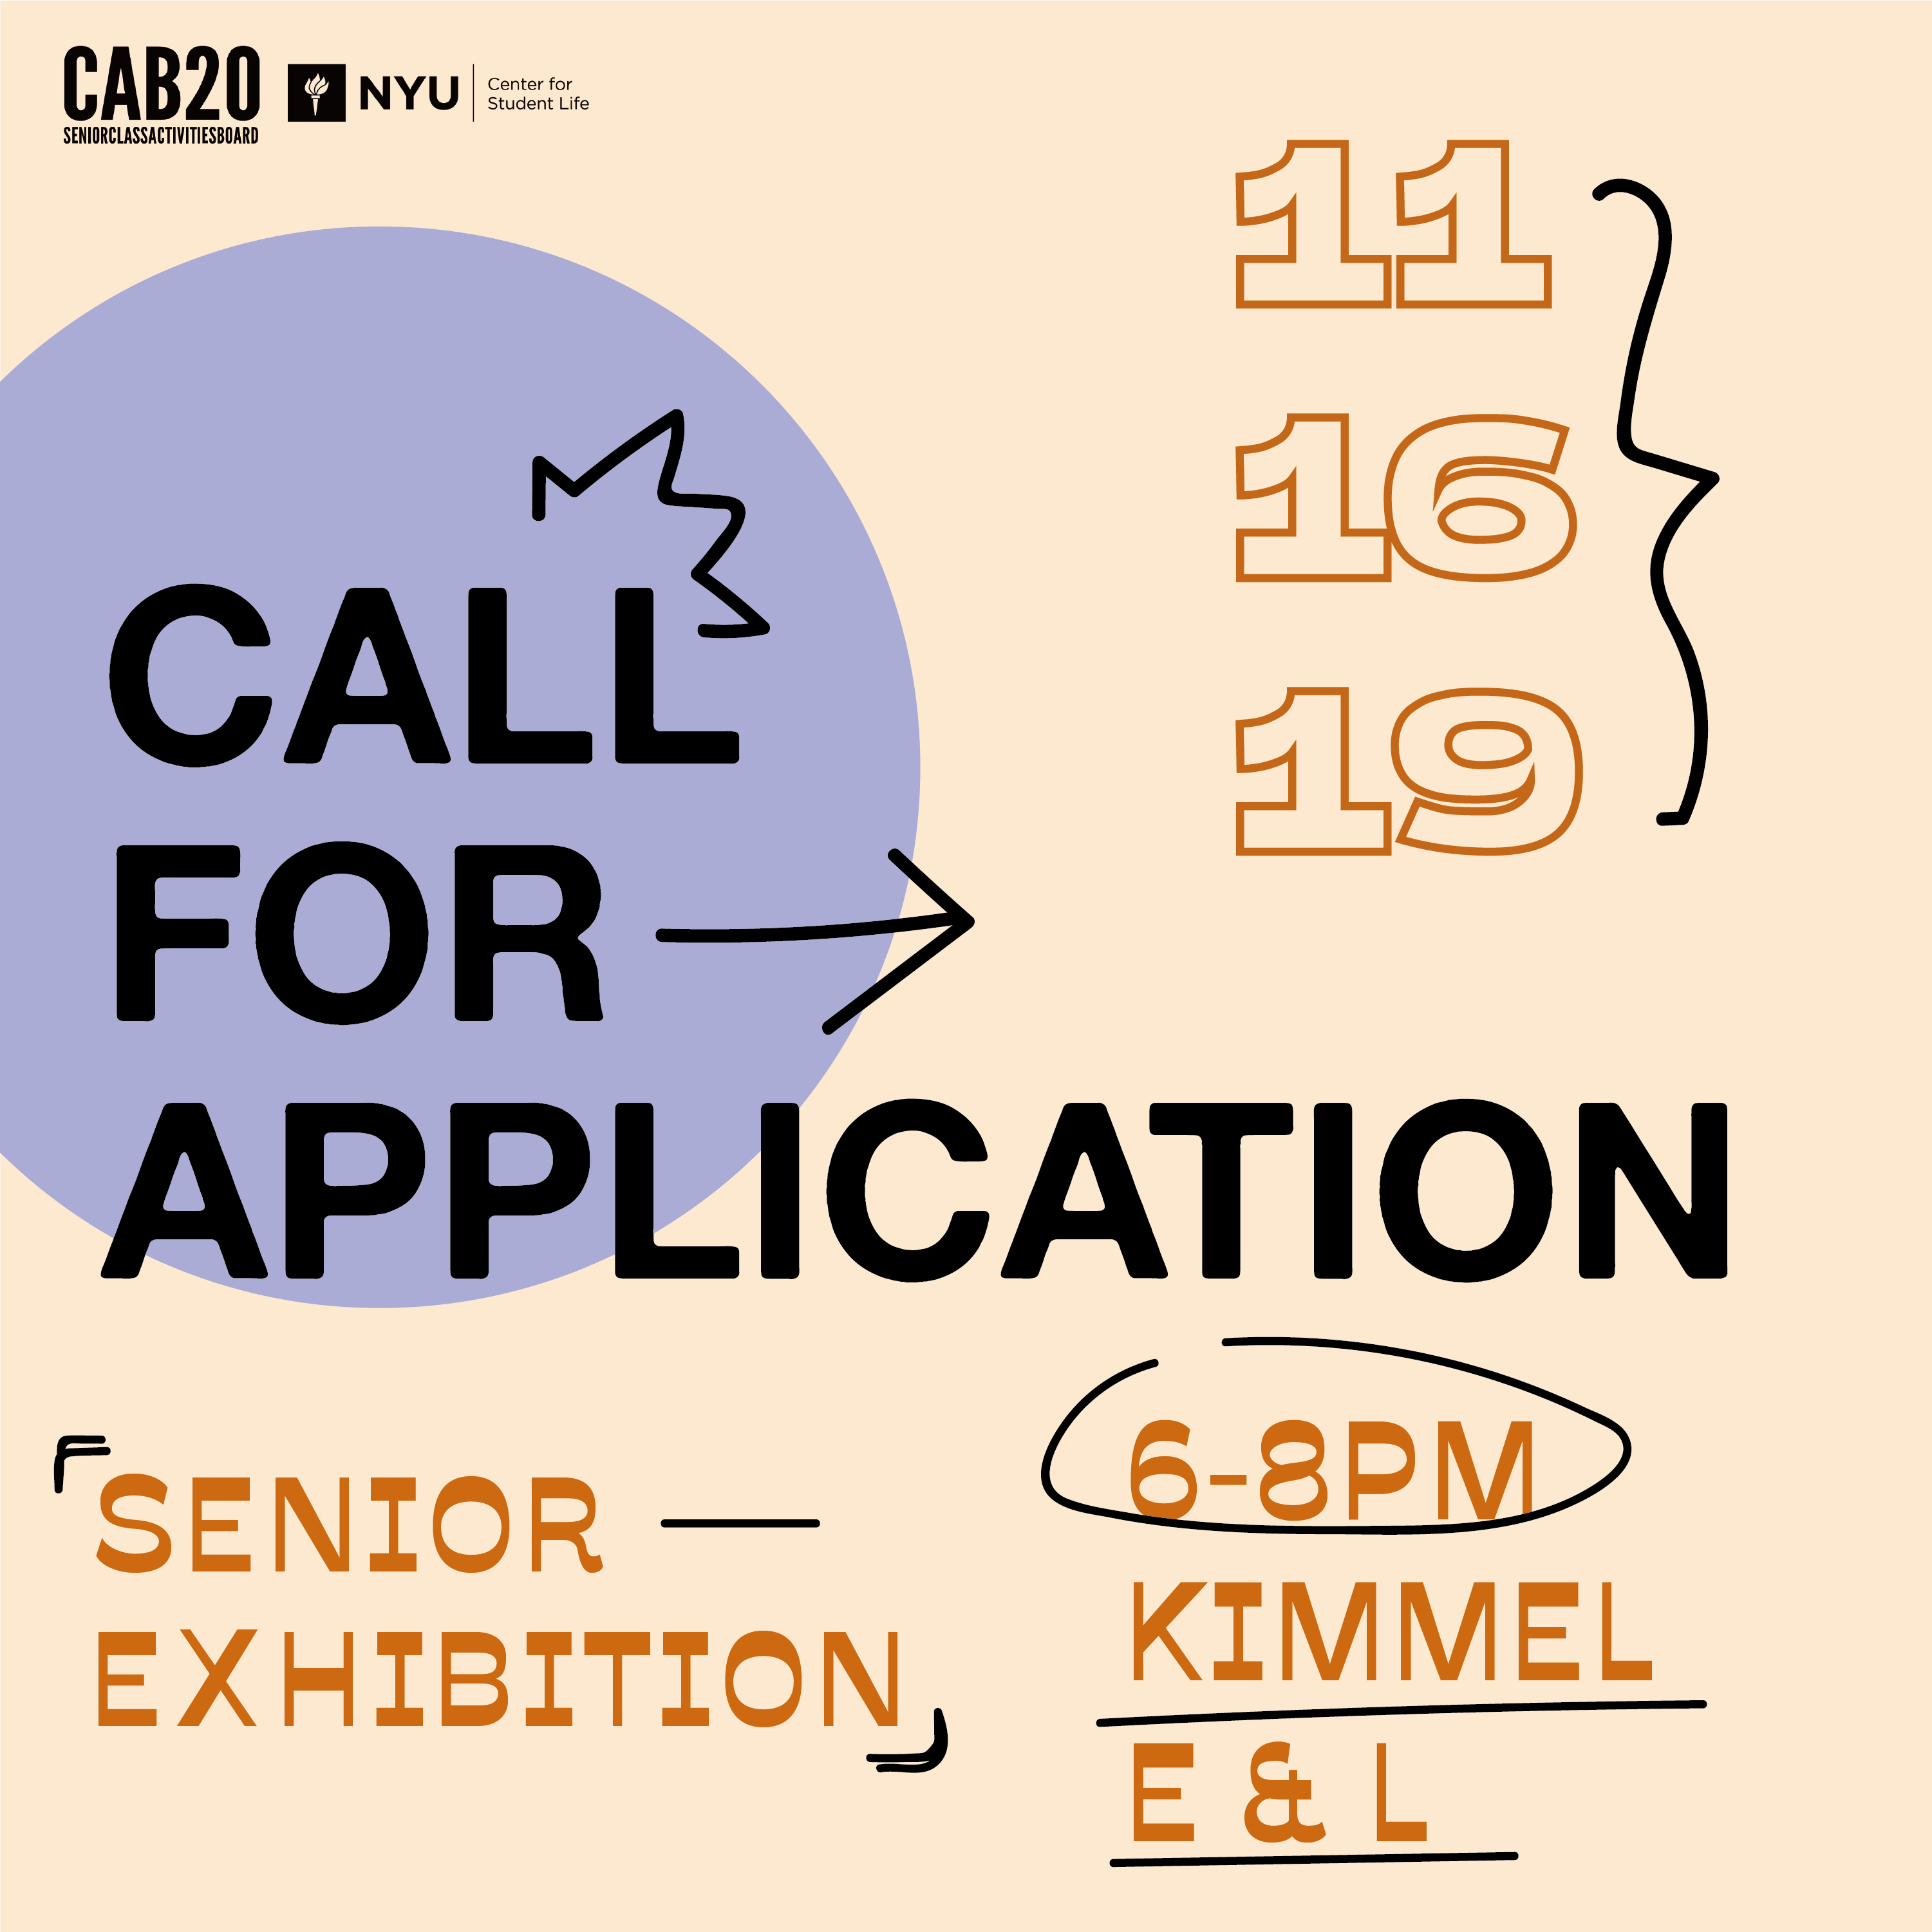 CAB20
SENIORCLASSACTIVITIESBOARD
NYU
Center for
Student Life
11
16
19
CALL
FOR
APPLICATION
SENIOR
EXHIBITION
6-8PM
KIMMEL
E & L